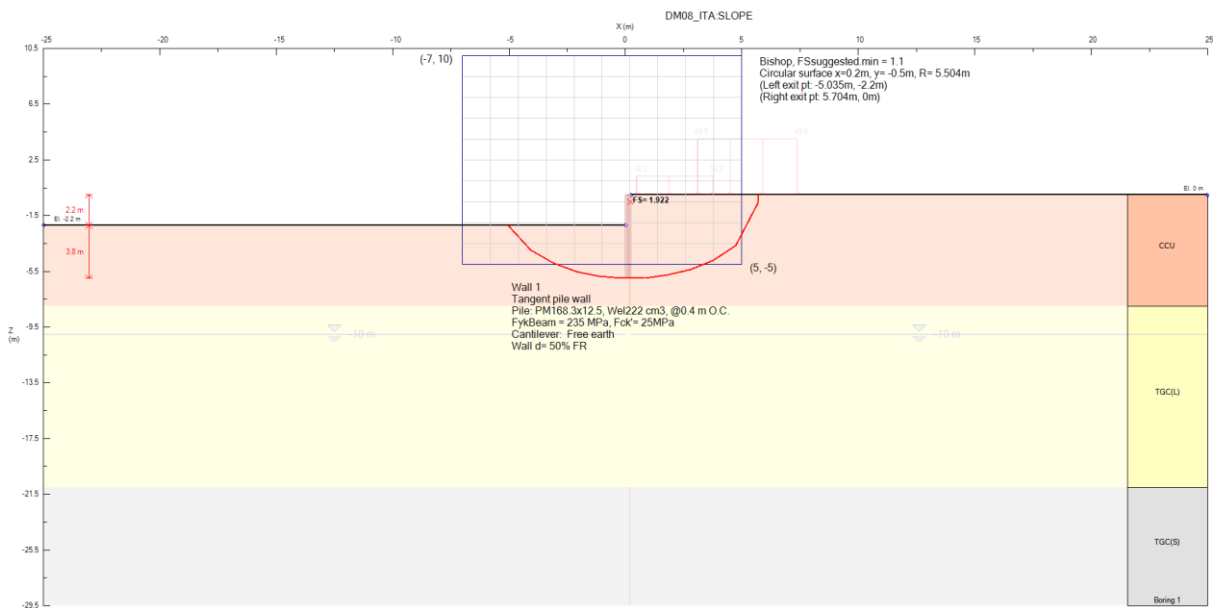 DM08_ITA:SLOPE
X (m)
-25 -20 -15 -10 -5 0 5 10 15 20 25
10.5
(-7, 10)
Bishop, FSsuggested.min = 1.1
Circular surface x=0.2m, y= -0.5m, R= 5.504m
(Left exit pt: -5.035m, -2.2m)
(Right exit pt: 5.704m, 0m)
6.5
2.5
El. 0 m
FS= 1.922
2.2 m
-1.5
El. -2.2 m
3.8 m
CCU
(5, -5)
-5.5
Wall 1
Tangent pile wall
Pile: PM168.3x12.5, Wel222 cm3, @0.4 m O.C.
FykBeam = 235 MPa, Fck'= 25MPa
Cantilever: Free earth
Wall d= 50% FR
-9.5
Z
(m)
-10 m
-10 m
-13.5
TGC(L)
-17.5
-21.5
-25.5
TGC(S)
-29.5
Boring 1